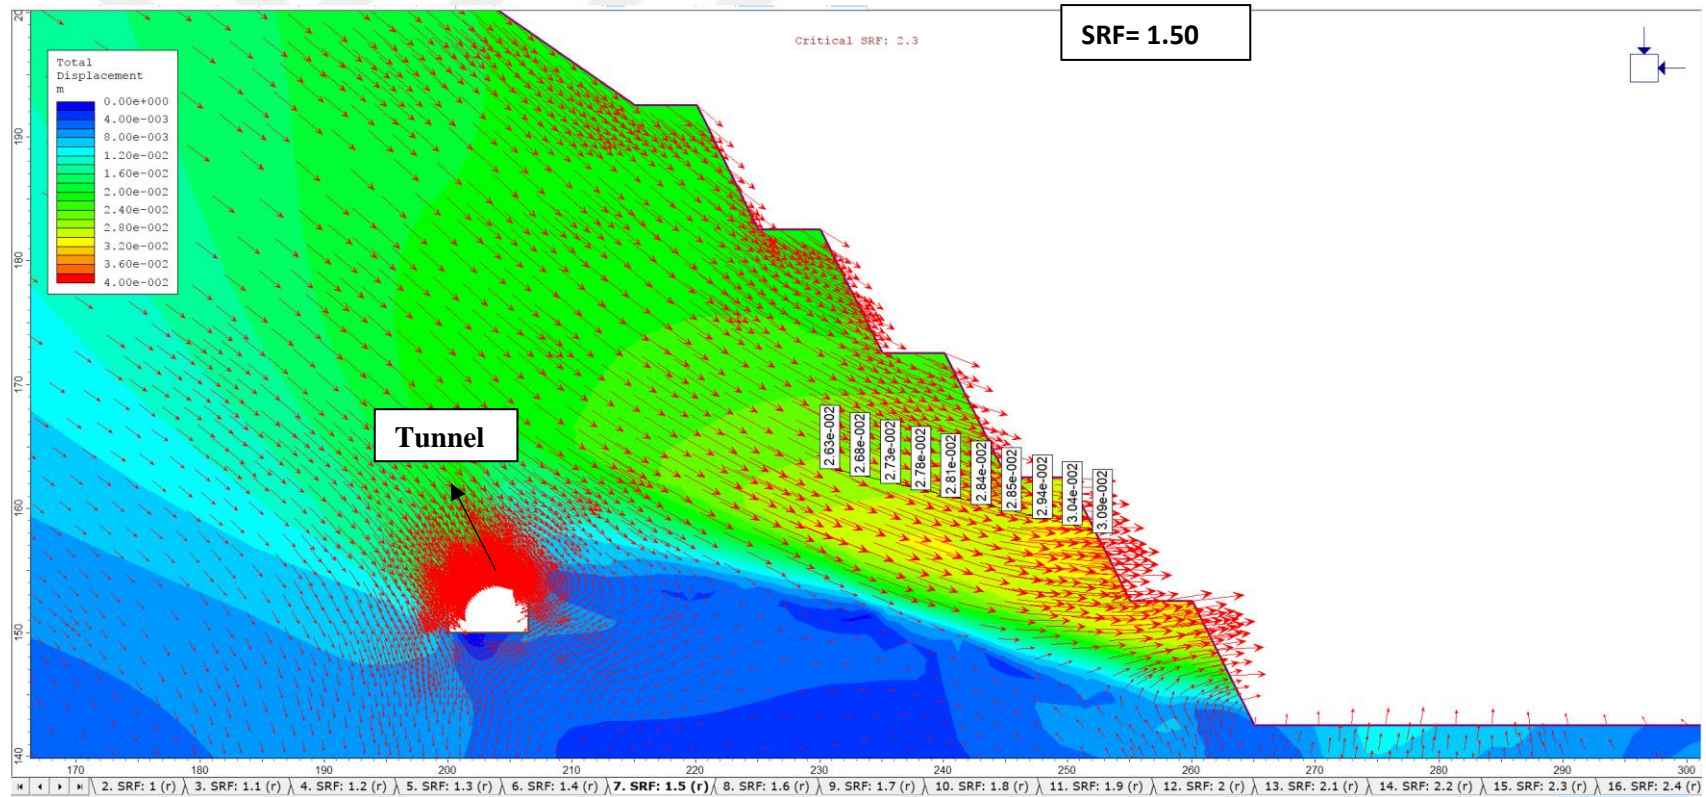 SRF= 1.50
Critical SRF: 2.3
Total
Displacement
m
0.00e+000
4.00e-003
8.00e-003
1.20e-002
1.60e-002
2.00e-002
2.40e-002
2.80e-002
3.20e-002
3.60e-002
4.00e-002
190
180
170
160
150
140
Tunnel
2.63e-002
2.68e-002
2.73e-002
2.78e-002
2.81e-002
2.84e-002
2.85e-002
2.94e-002
3.04e-002
3.09e-002
170 180 190 200 210 220 230 240 250 260 270 280 290 300
2. SRF: 1 (r) 3. SRF: 1.1 (r) 4. SRF: 1.2 (r) 5. SRF: 1.3 (r) 6. SRF: 1.4 (r) 7. SRF: 1.5 (r) 8. SRF: 1.6 (r) 9. SRF: 1.7 (r) 10. SRF: 1.8 (r) 11. SRF: 1.9 (r) 12. SRF: 2 (r) 13. SRF: 2.1 (r) 14. SRF: 2.2 (r) 15. SRF: 2.3 (r) 16. SRF: 2.4 (r)